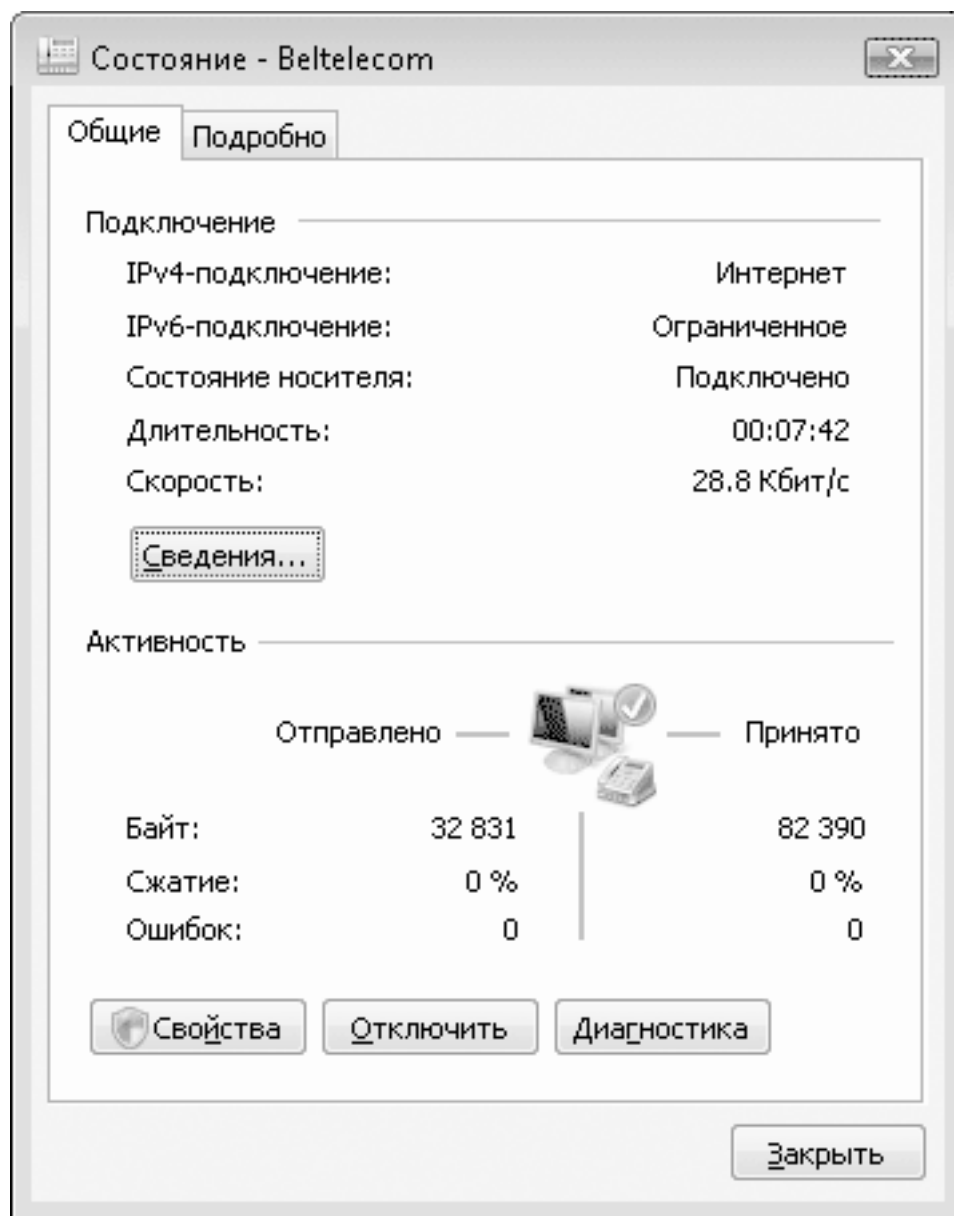 Состояние - Beltelecom
Общие Подробно
Подключение
IPv4-подключение: Интернет
IPv6-подключение: Ограниченное
Состояние носителя: Подключено
Длительность: 00:07:42
Скорость: 28.8 Кбит/с
Сведения...
Активность
Отправлено Принято
Байт: 32 831 82 390
Сжатие: 0 % 0 %
Ошибок: 0 0
Свойства Отключить Диагностика
Закрыть